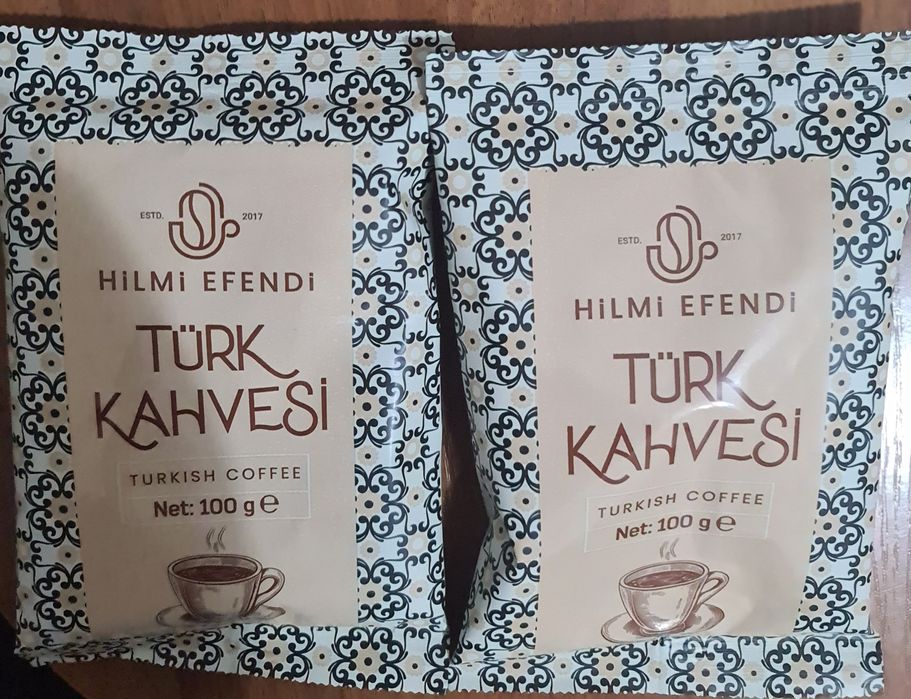 ESTD. 2017
HiLMi EFENDi
TÜRK
KAHVESİ
TURKISH COFFEE
Net: 100 g ℮
ESTD. 2017
HiLMi EFENDi
TÜRK
KAHVESİ
TURKISH COFFEE
Net: 100 g ℮